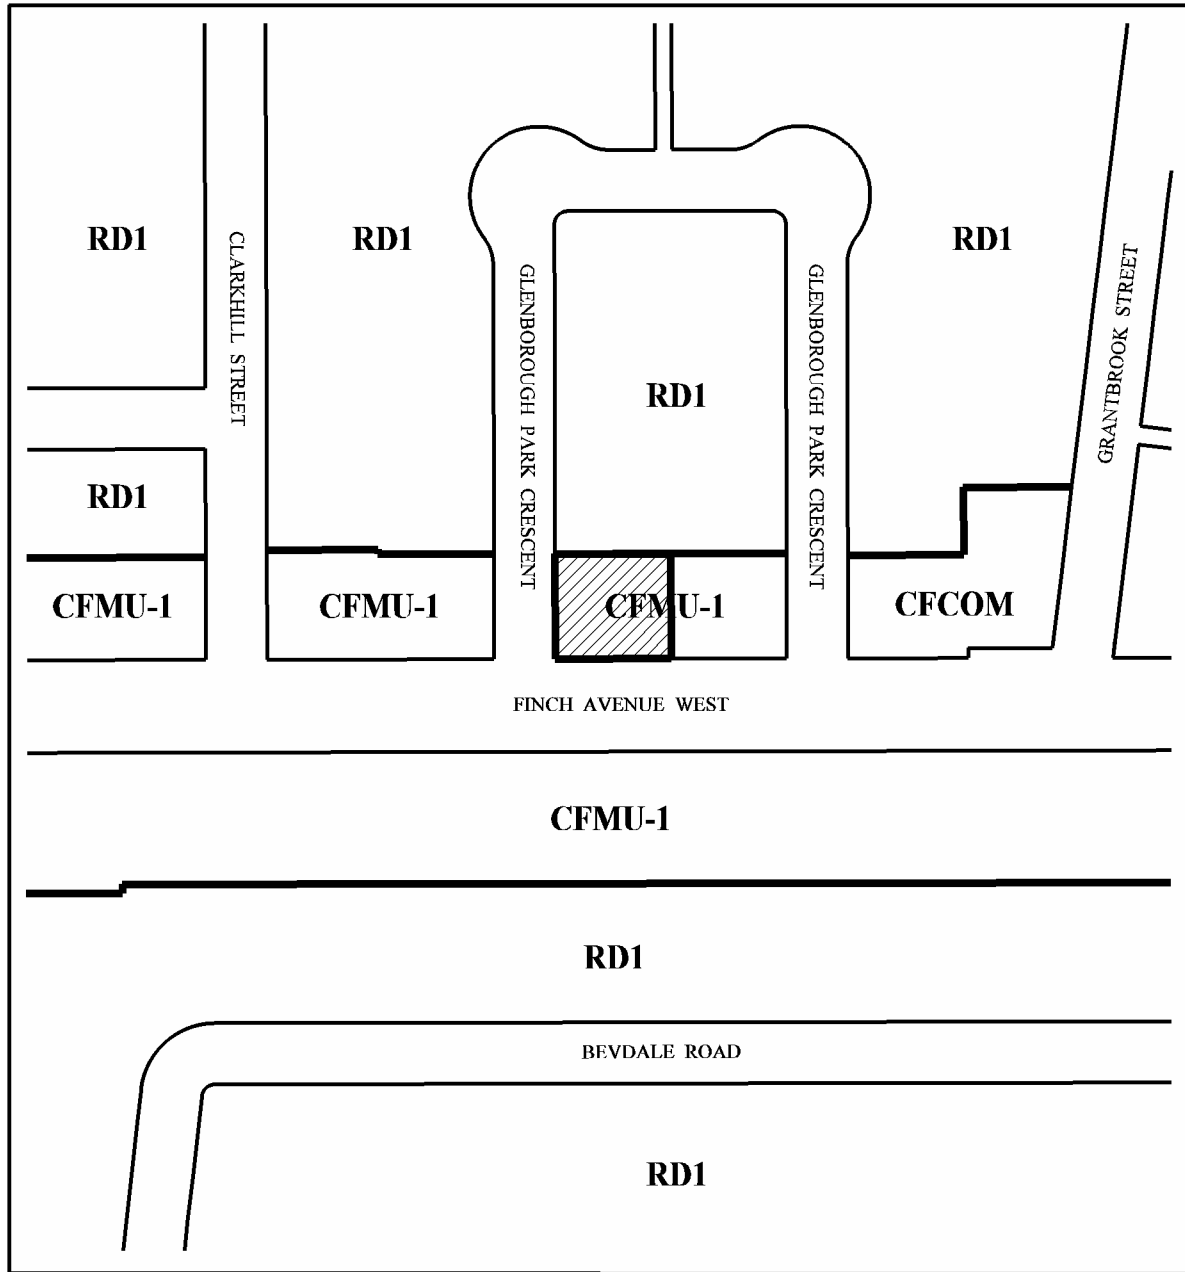 RD1
RD1
RD1
CLARKHILL STREET
GLENBOROUGH PARK CRESCENT
GLENBOROUGH PARK CRESCENT
GRANTBROOK STREET
RD1
RD1
CFMU-1
CFMU-1
CFMU-1
CFCOM
FINCH AVENUE WEST
CFMU-1
RD1
BEVDALE ROAD
RD1